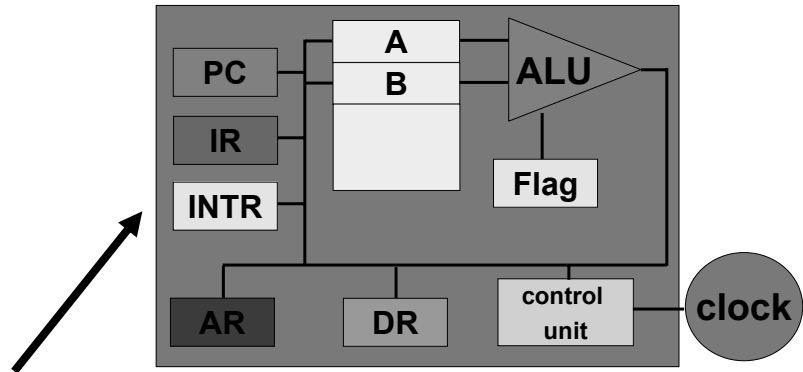 A
B
ALU
PC
IR
INTR
Flag
AR
DR
control
unit
clock